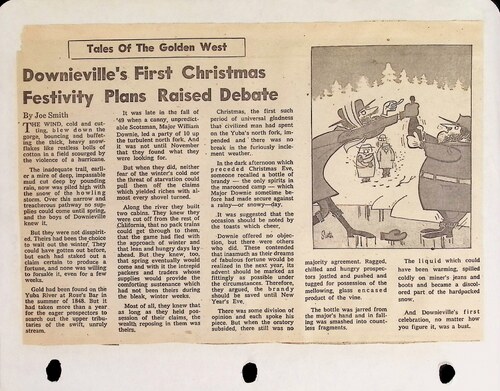 Tales Of The Golden West
Downieville's First Christmas
Festivity Plans Raised Debate
By Joe Smith
THE WIND, cold and cut-
ting, blew down the
gorge, bouncing and buffet-
ing the thick, heavy snow-
flakes like restless bolls of
cotton in a field swept by the
violence of a hurricane.
The inadequate trail, earli-
er a mire of deep, impassable
mud cut deep by pounding
rain, now was piled high with
the snow of the howling
storm. Over this narrow and
treacherous pathway no sup-
plies could come until spring,
and the boys of Downieville
knew it.
But they were not dispirit-
ed. Theirs had been the choice
to wait out the winter. They
could have gotten out before,
but each had staked out a
claim certain to produce a
fortune, and none was willing
to forsake it, even for a few
weeks.
Gold had been found on the
Yuba River at Rose's Bar in
the summer of 1848. But it
had taken more than a year
for the eager prospectors to
search out the upper tribu-
taries of the swift, unruly
stream.
It was late in the fall of
'49 when a canny, unpredict-
able Scotsman, Major William
Downie, led a party of 10 up
the turbulent north fork. And
it was not until November
that they found what they
were looking for.
But when they did, neither
fear of the winter's cold nor
the threat of starvation could
pull them off the claims
which yielded riches with al-
most every shovel turned.
Along the river they built
two cabins. They knew they
were cut off from the rest of
California, that no pack trains
could get through to them,
that the game had fled with
the approach of winter and
that lean and hungry days lay
ahead. But they knew, too,
that spring eventually would
come and with it the intrepid
packers and traders whose
supplies would provide the
comforting sustenance which
had not been theirs during
the bleak, winter weeks.
Most of all, they knew that
as long as they held pos-
session of their claims, the
wealth reposing in them was
theirs.
Christmas, the first such
period of universal gladness
that civilized man had spent
on the Yuba's north fork, im-
pended and there was no
break in the furiously incle-
ment weather.
In the dark afternoon which
preceded Christmas Eve,
someone recalled a bottle of
brandy — the only spirits in
the marooned camp — which
Major Downie sometime be-
fore had made secure against
a rainy—or snowy—day.
It was suggested that the
occasion should be noted by
the toasts which cheer.
Downie offered no objec-
tion, but there were others
who did. These contended
that inasmuch as their dreams
of fabulous fortune would be
realized in the next year, its
advent should be marked as
fittingly as possible under the
circumstances. Therefore,
they argued, the brandy
should be saved until New
Year's Eve.
There was some division of
opinion and each spoke his
piece. But when the oratory
subsided, there still was no
majority agreement. Ragged,
chilled and hungry prospec-
tors jostled and pushed and
tugged for possession of the
mellowing, glass encased
product of the vine.
The bottle was jarred from
the major's hand and in fall-
ing was smashed into count-
less fragments.
The liquid which could
have been warming, spilled
coldly on miner's jeans and
boots and became a discol-
ored part of the hardpacked
snow.
And Downieville's first
celebration, no matter how
you figure it, was a bust.